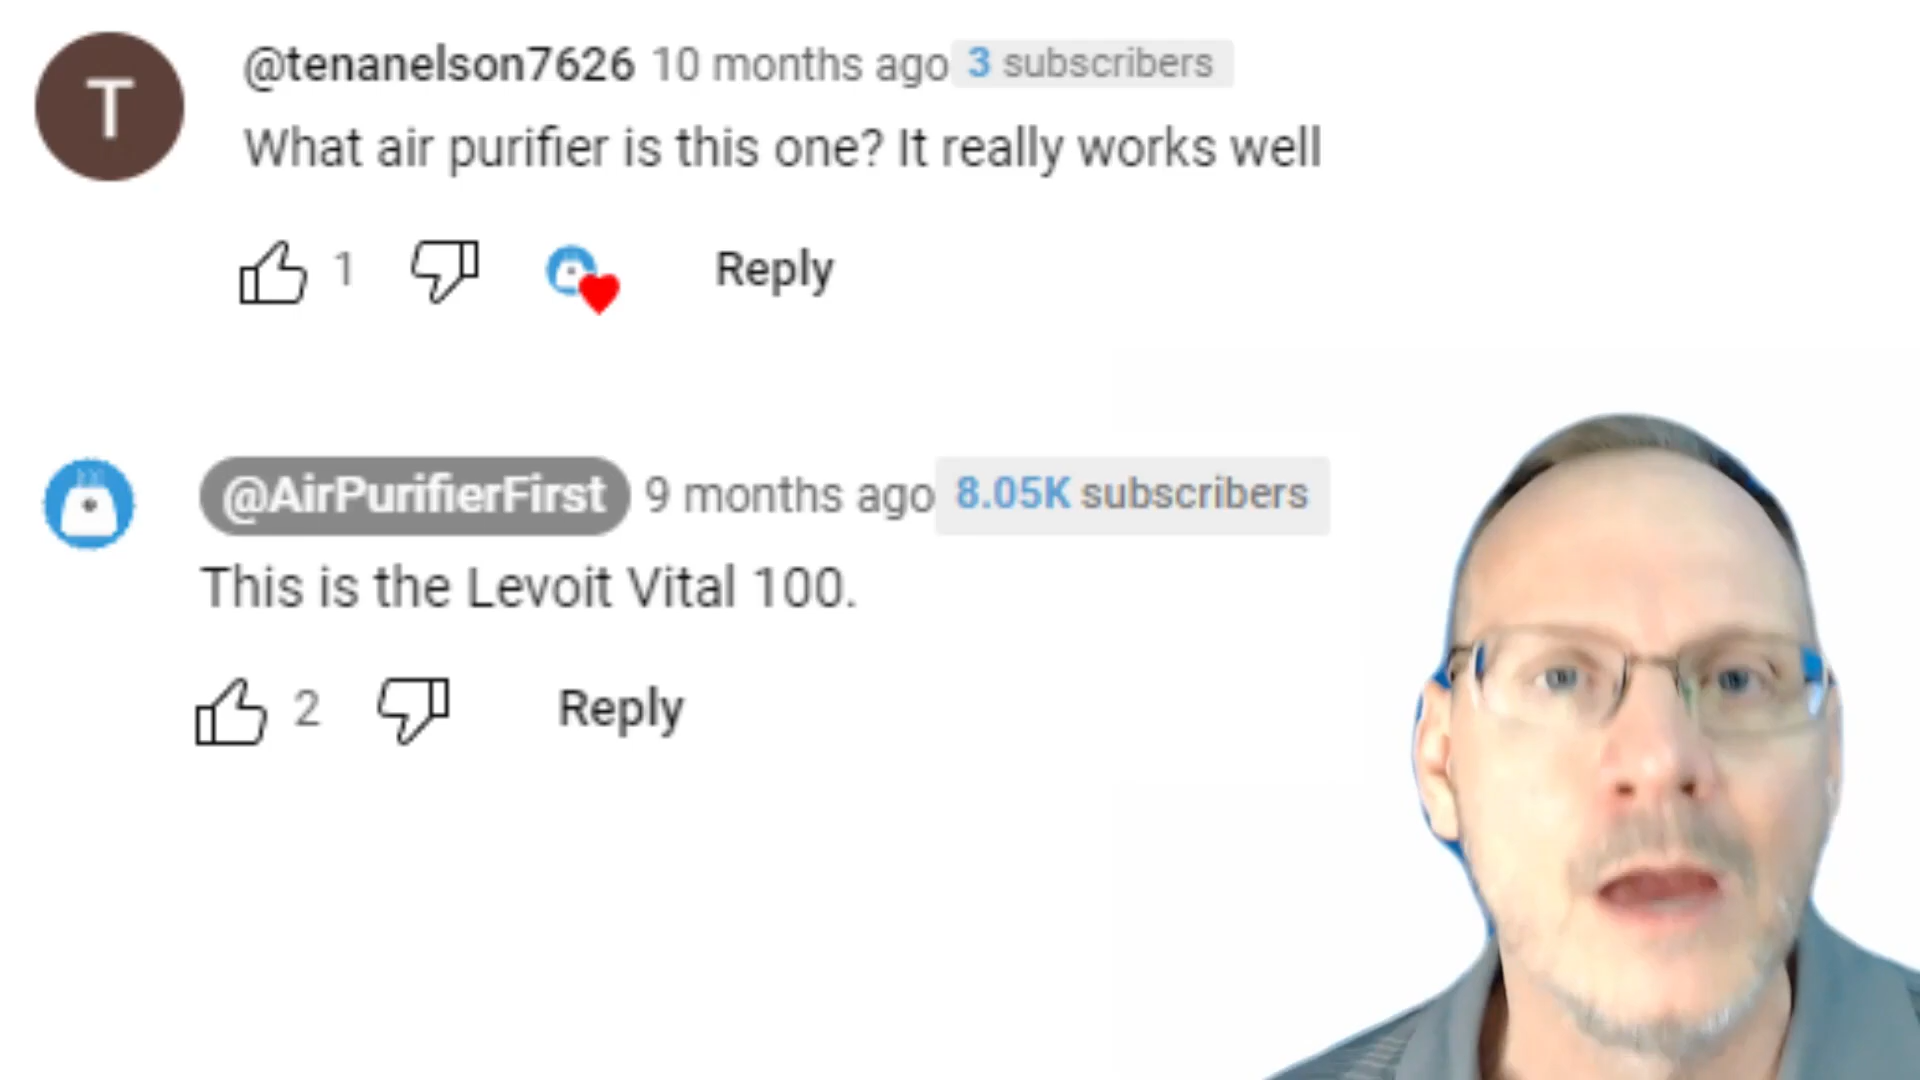 T
@tenanelson7626 10 months ago 3 subscribers
What air purifier is this one? It really works well
1 Reply
@AirPurifierFirst 9 months ago 8.05K subscribers
This is the Levoit Vital 100.
2 Reply